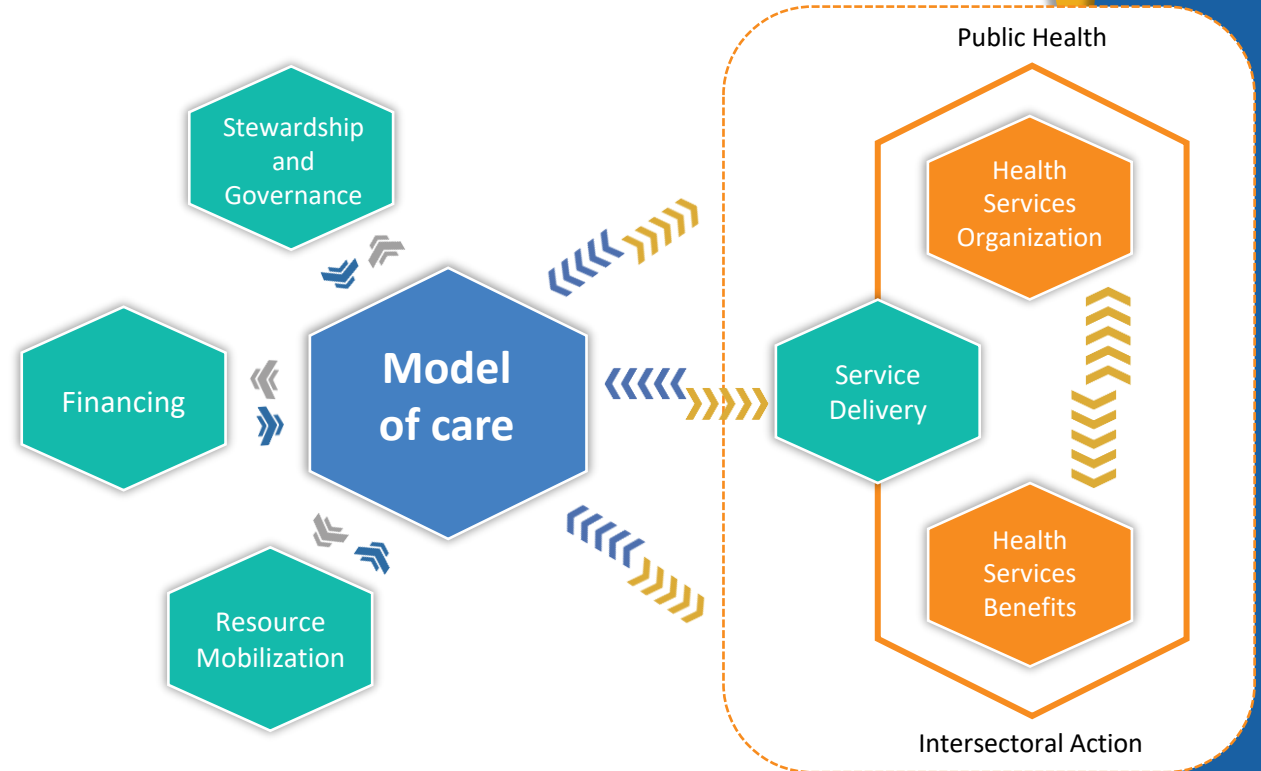 Public Health
Stewardship
and
Governance
Health
Services
Organization
Model
of care
Financing
Service
Delivery
Health
Services
Benefits
Resource
Mobilization
Intersectoral Action